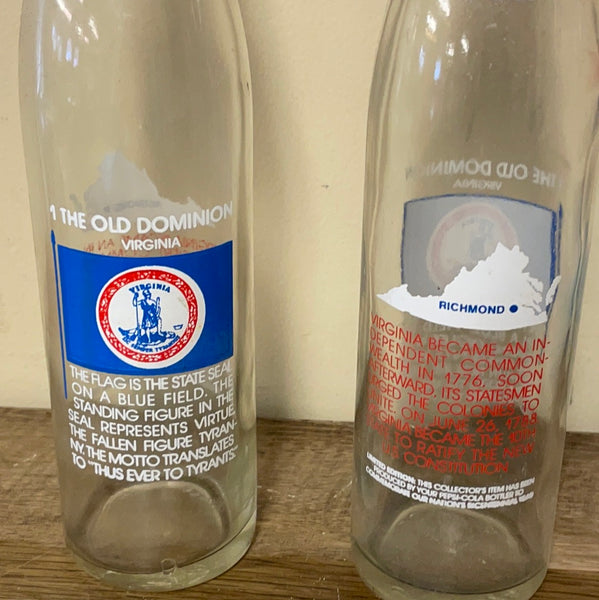 THE OLD DOMINION
VIRGINIA
VIRGINIA
THE FLAG IS THE STATE SEAL
ON A BLUE FIELD. THE
STANDING FIGURE IN THE
SEAL REPRESENTS VIRTUE,
THE FALLEN FIGURE TYRAN-
NY. THE MOTTO TRANSLATES
TO "THUS EVER TO TYRANTS."
THE OLD DOMINION
VIRGINIA
RICHMOND
VIRGINIA BECAME AN IN-
DEPENDENT COMMON-
WEALTH IN 1776. SOON
AFTERWARD, ITS STATESMEN
URGED THE COLONIES TO
UNITE. ON JUNE 26, 1788
VIRGINIA BECAME THE 10TH
TO RATIFY THE NEW
U.S. CONSTITUTION.
LIMITED EDITION: THIS COLLECTOR'S ITEM HAS BEEN
PRODUCED BY YOUR PEPSI-COLA BOTTLER TO
COMMEMORATE OUR NATION'S BICENTENNIAL YEAR